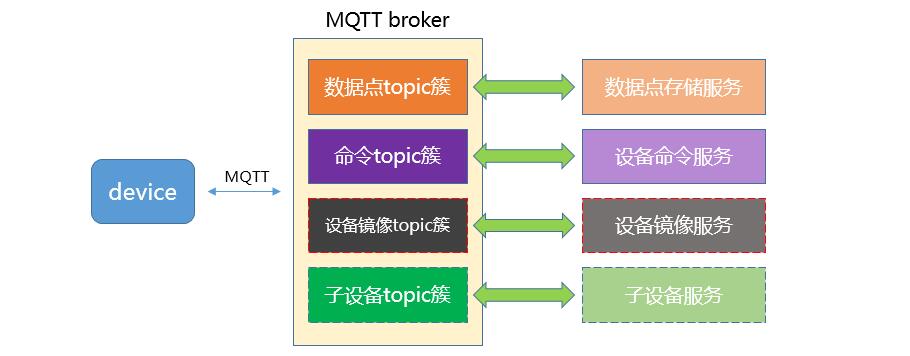 MQTT broker
数据点topic簇
数据点存储服务
命令topic簇
设备命令服务
MQTT
device
设备镜像topic簇
设备镜像服务
子设备topic簇
子设备服务